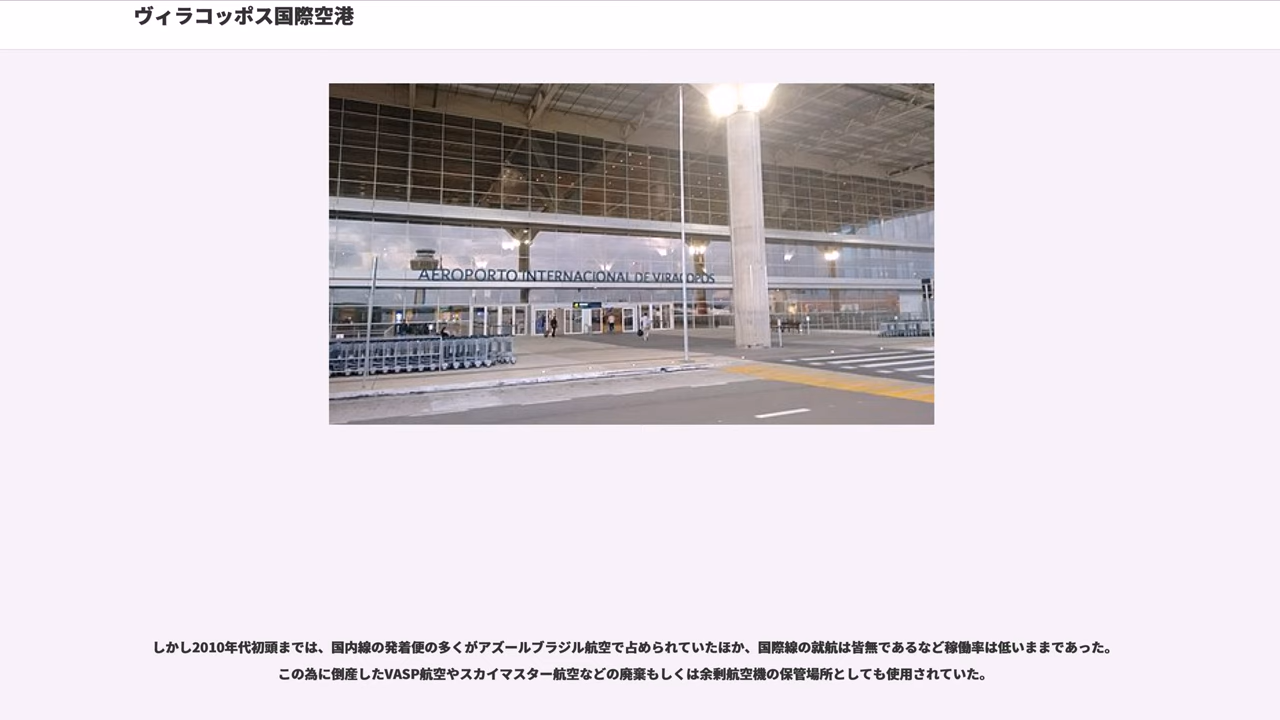 ヴィラコッポス国際空港
AEROPORTO INTERNACIONAL DE VIRACOPOS
しかし2010年代初頭までは、国内線の発着便の多くがアズールブラジル航空で占められていたほか、国際線の就航は皆無であるなど稼働率は低いままであった。
この為に倒産したVASP航空やスカイマスター航空などの廃棄もしくは余剰航空機の保管場所としても使用されていた。